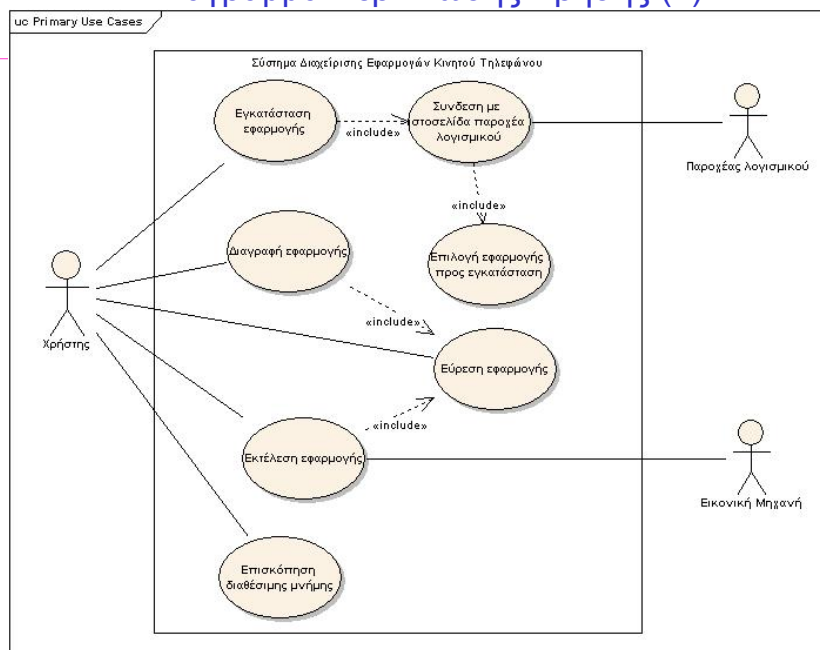 uc Primary Use Cases
Σύστημα Διαχείρισης Εφαρμογών Κινητού Τηλεφώνου
Εγκατάσταση
εφαρμογής
«include»
Συνδεση με
ιστοσελίδα παροχέα
λογισμικού
Παροχέας λογισμικού
«include»
Διαγραφή εφαρμογής
Επιλογή εφαρμογής
προς εγκατάσταση
«include»
Χρήστης
Εύρεση εφαρμογής
«include»
Εκτέλεση εφαρμογής
Εικονική Μηχανή
Επισκόπηση
διαθέσιμης μνήμης